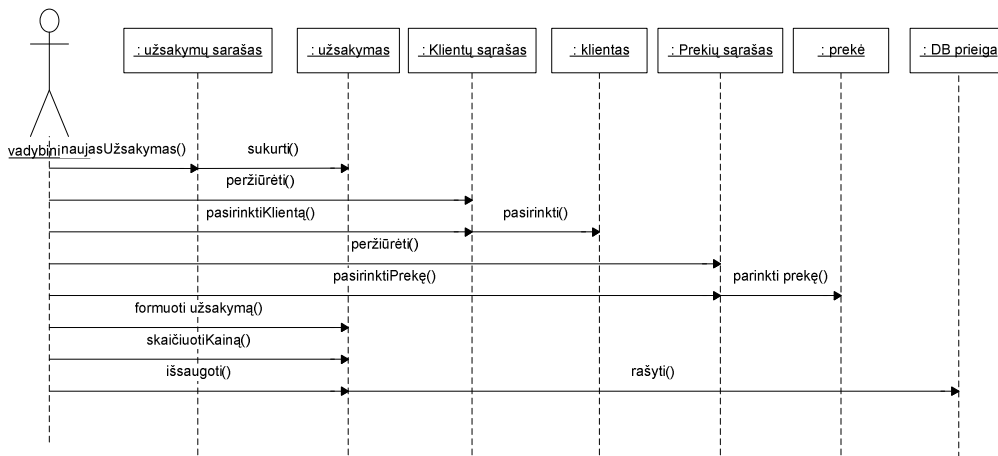 : užsakymų sarašas
: užsakymas
: Klientų sąrašas
: klientas
: Prekių sąrašas
: prekė
: DB prieiga
vadybini
naujasUžsakymas()
sukurti()
peržiūrėti()
pasirinktiKlientą()
pasirinkti()
peržiūrėti()
pasirinktiPrekę()
parinkti prekę()
formuoti užsakymą()
skaičiuotiKainą()
išsaugoti()
rašyti()